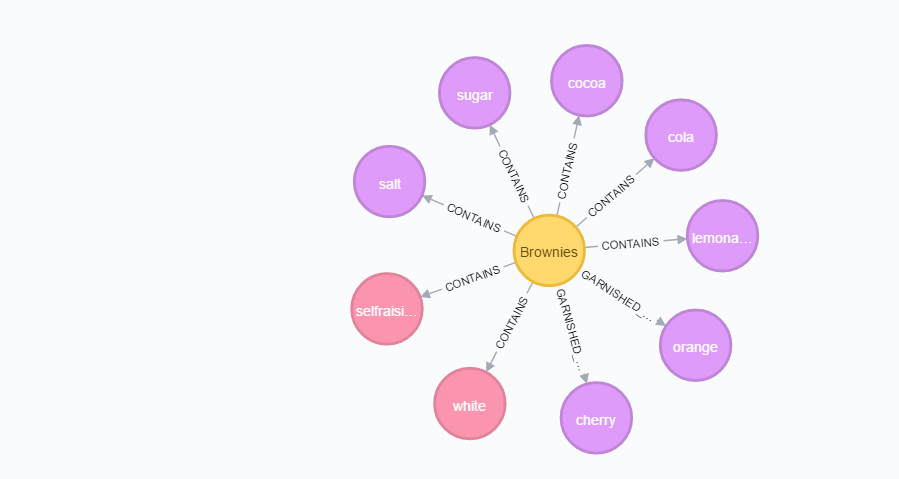 cocoa
sugar
cola
CONTAINS
CONTAINS
CONTAINS
salt
CONTAINS
lemona...
CONTAINS
Brownies
CONTAINS
GARNISHED_...
selfraisi...
CONTAINS
GARNISHED_...
orange
white
cherry